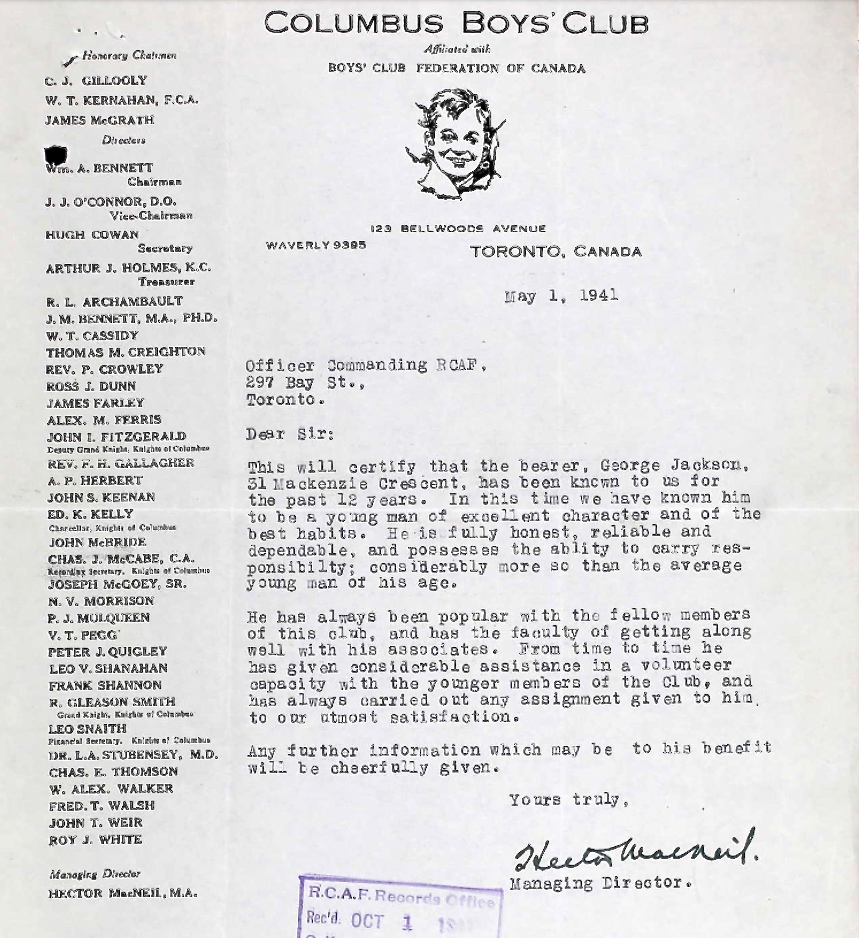 COLUMBUS BOYS' CLUB
Affiliated with
BOYS' CLUB FEDERATION OF CANADA
123 BELLWOODS AVENUE
WAVERLY 9395
TORONTO, CANADA
Honorary Chairmen
C. J. GILLOOLY
W. T. KERNAHAN, F.C.A.
JAMES McGRATH
Directors
Wm. A. BENNETT
Chairman
J. J. O'CONNOR, D.O.
Vice-Chairman
HUGH COWAN
Secretary
ARTHUR J. HOLMES, K.C.
Treasurer
R. L. ARCHAMBAULT
J. M. BENNETT, M.A., PH.D.
W. T. CASSIDY
THOMAS M. CREIGHTON
REV. P. CROWLEY
ROSS J. DUNN
JAMES FARLEY
ALEX. M. FERRIS
JOHN I. FITZGERALD
Deputy Grand Knight, Knights of Columbus
REV. F. H. GALLAGHER
A. P. HERBERT
JOHN S. KEENAN
ED. K. KELLY
Chancellor, Knights of Columbus
JOHN McBRIDE
CHAS. J. McCABE, C.A.
Recording Secretary, Knights of Columbus
JOSEPH McGOEY, SR.
N. V. MORRISON
P. J. MULQUEEN
V. T. PEGG
PETER J. QUIGLEY
LEO V. SHANAHAN
FRANK SHANNON
R. GLEASON SMITH
Grand Knight, Knights of Columbus
LEO SNAITH
Financial Secretary, Knights of Columbus
DR. L.A. STUBENSEY, M.D.
CHAS. E. THOMSON
W. ALEX. WALKER
FRED. T. WALSH
JOHN T. WEIR
ROY J. WHITE
Managing Director
HECTOR MacNEIL, M.A.
May 1, 1941
Officer Commanding RCAF,
297 Bay St.,
Toronto.
Dear Sir:
This will certify that the bearer, George Jackson,
31 Mackenzie Crescent, has been known to us for
the past 12 years. In this time we have known him
to be a young man of excellent character and of the
best habits. He is fully honest, reliable and
dependable, and possesses the ablity to carry res-
ponsibilty; considerably more so than the average
young man of his age.
He has always been popular with the fellow members
of this club, and has the faculty of getting along
well with his associates. From time to time he
has given considerable assistance in a volunteer
capacity with the younger members of the Club, and
has always carried out any assignment given to him,
to our utmost satisfaction.
Any further information which may be to his benefit
will be cheerfully given.
Yours truly,
Hector MacNeil.
Managing Director.
R.C.A.F. Records Office
Rec'd. OCT 1